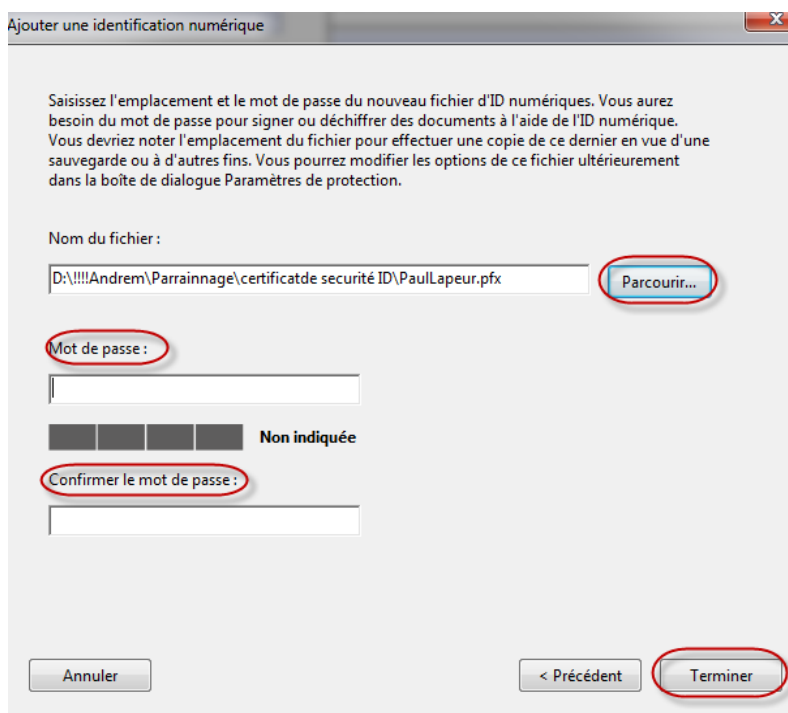 Ajouter une identification numérique
Saisissez l'emplacement et le mot de passe du nouveau fichier d'ID numériques. Vous aurez
besoin du mot de passe pour signer ou déchiffrer des documents à l'aide de l'ID numérique.
Vous devriez noter l'emplacement du fichier pour effectuer une copie de ce dernier en vue d'une
sauvegarde ou à d'autres fins. Vous pourrez modifier les options de ce fichier ultérieurement
dans la boîte de dialogue Paramètres de protection.
Nom du fichier :
D:\!!!!Andrem\Parrainnage\certificatde securité ID\PaulLapeur.pfx
Parcourir...
Mot de passe :
Non indiquée
Confirmer le mot de passe :
Annuler
< Précédent
Terminer